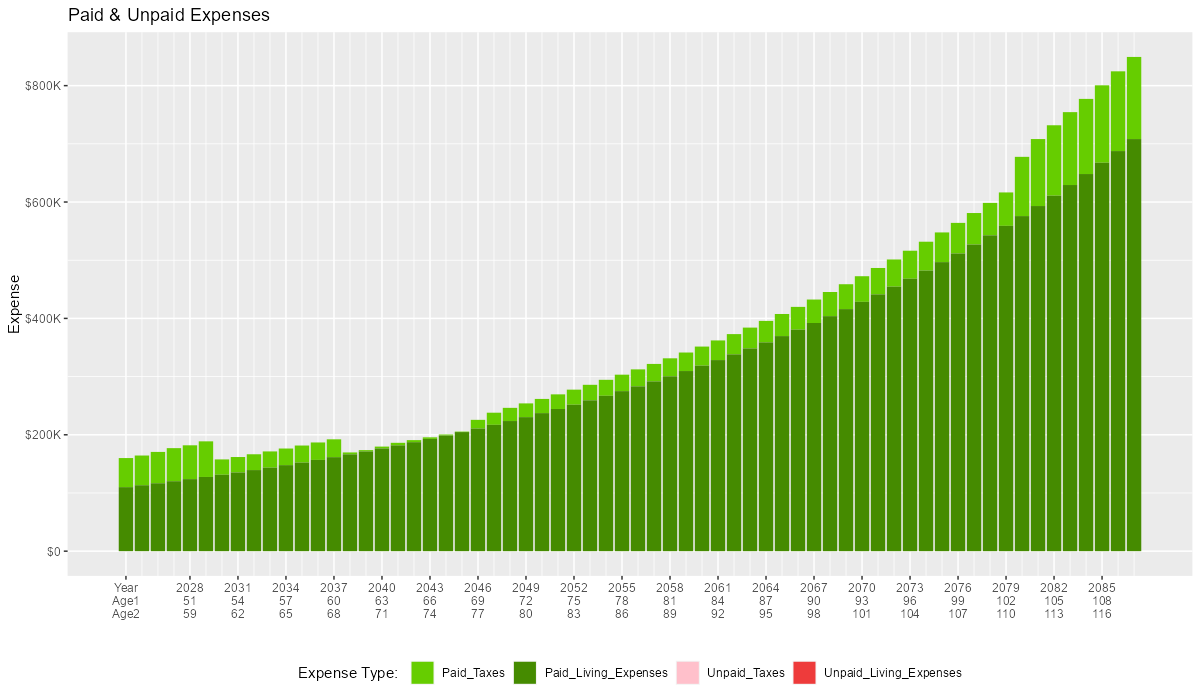 Paid & Unpaid Expenses
$800K
$600K
$400K
$200K
$0
Expense
Year 2028 2031 2034 2037 2040 2043 2046 2049 2052 2055 2058 2061 2064 2067 2070 2073 2076 2079 2082 2085
Age1 51 54 57 60 63 66 69 72 75 78 81 84 87 90 93 96 99 102 105 108
Age2 59 62 65 68 71 74 77 80 83 86 89 92 95 98 101 104 107 110 113 116
Expense Type: Paid_Taxes Paid_Living_Expenses Unpaid_Taxes Unpaid_Living_Expenses